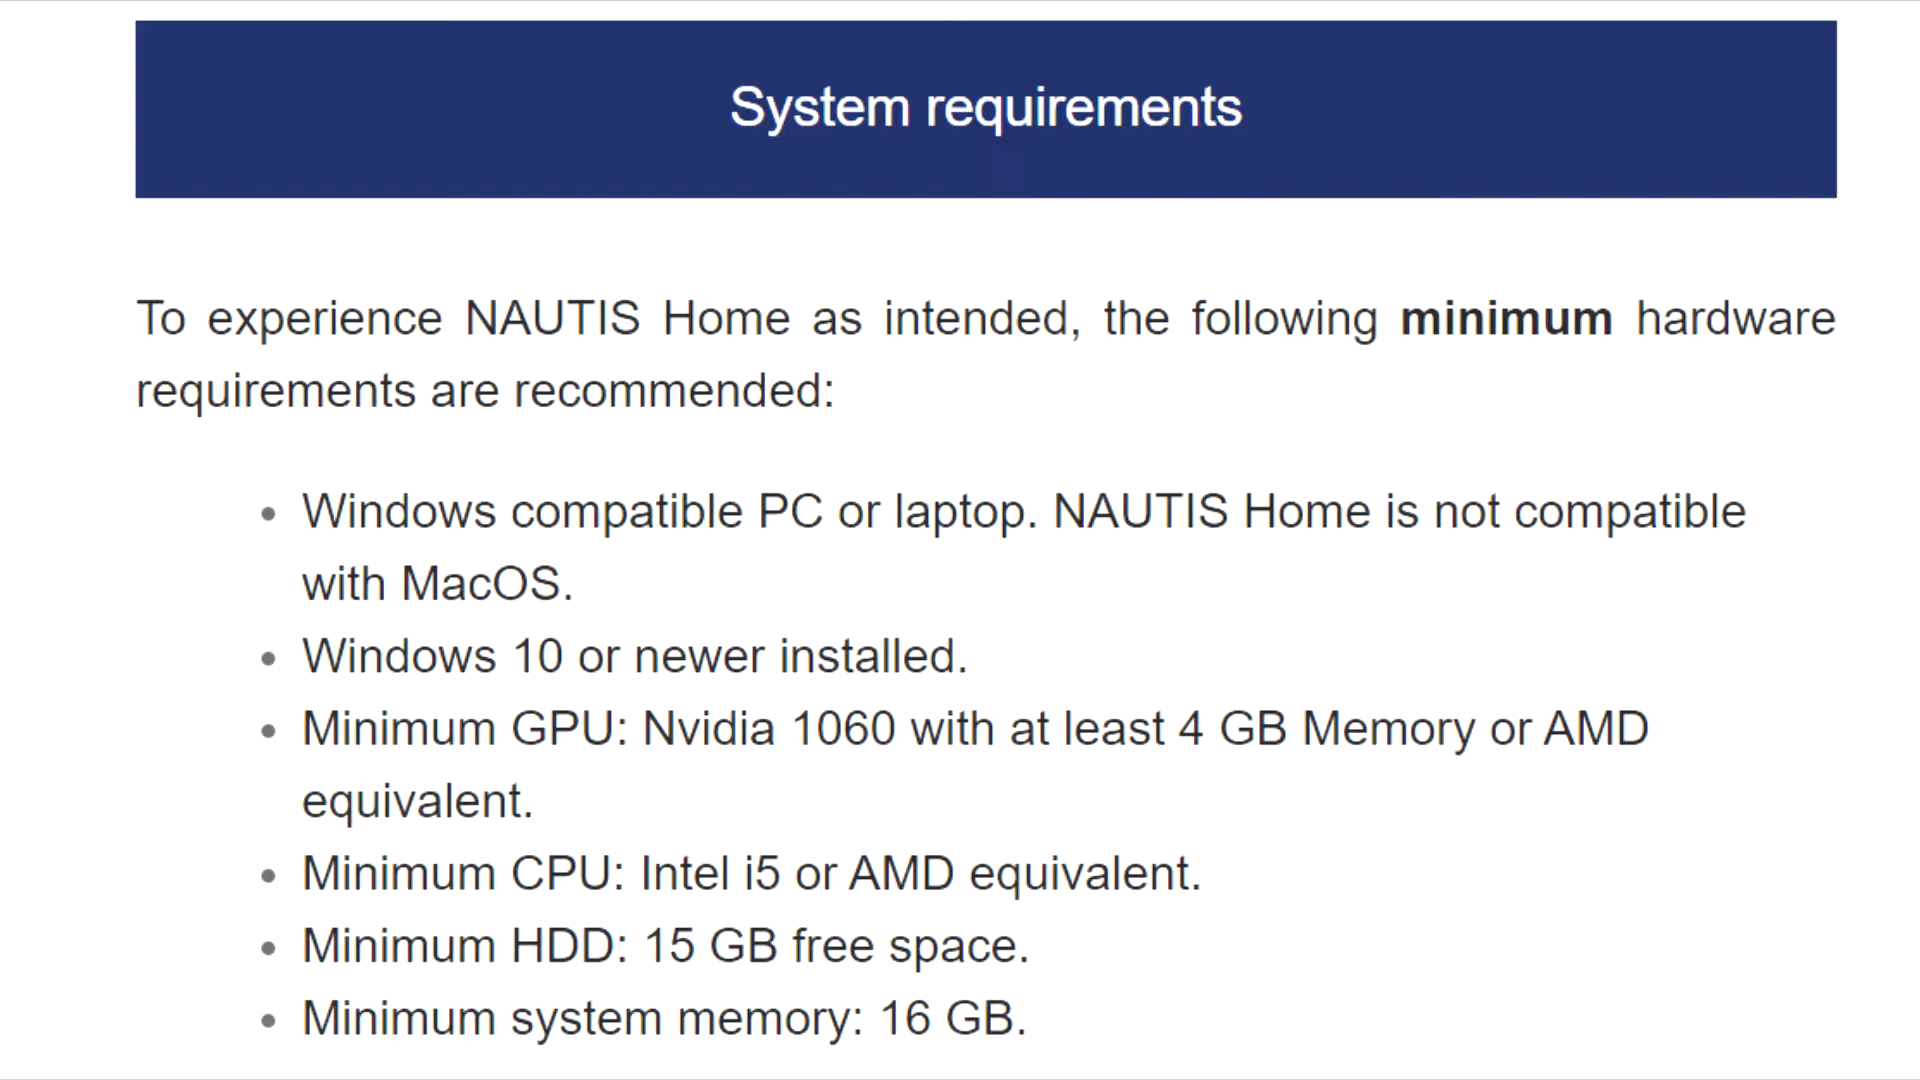 System requirements
To experience NAUTIS Home as intended, the following minimum hardware
requirements are recommended:
• Windows compatible PC or laptop. NAUTIS Home is not compatible
with MacOS.
• Windows 10 or newer installed.
• Minimum GPU: Nvidia 1060 with at least 4 GB Memory or AMD
equivalent.
• Minimum CPU: Intel i5 or AMD equivalent.
• Minimum HDD: 15 GB free space.
• Minimum system memory: 16 GB.